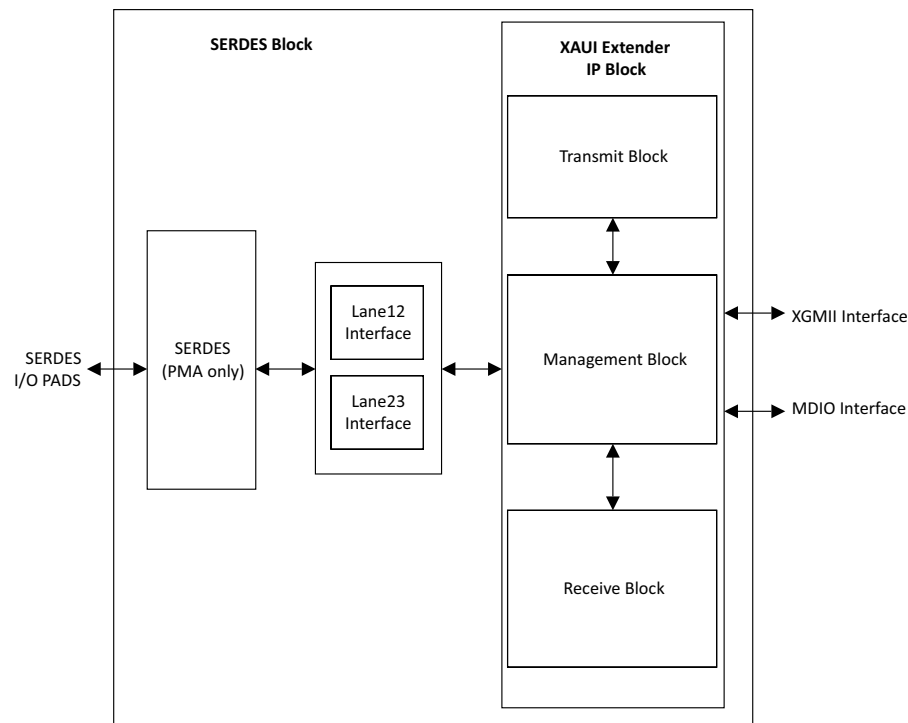 SERDES Block
XAUI Extender
IP Block
Transmit Block
Lane12
Interface
SERDES
(PMA only)
Management Block
XGMII Interface
SERDES
I/O PADS
Lane23
Interface
MDIO Interface
Receive Block